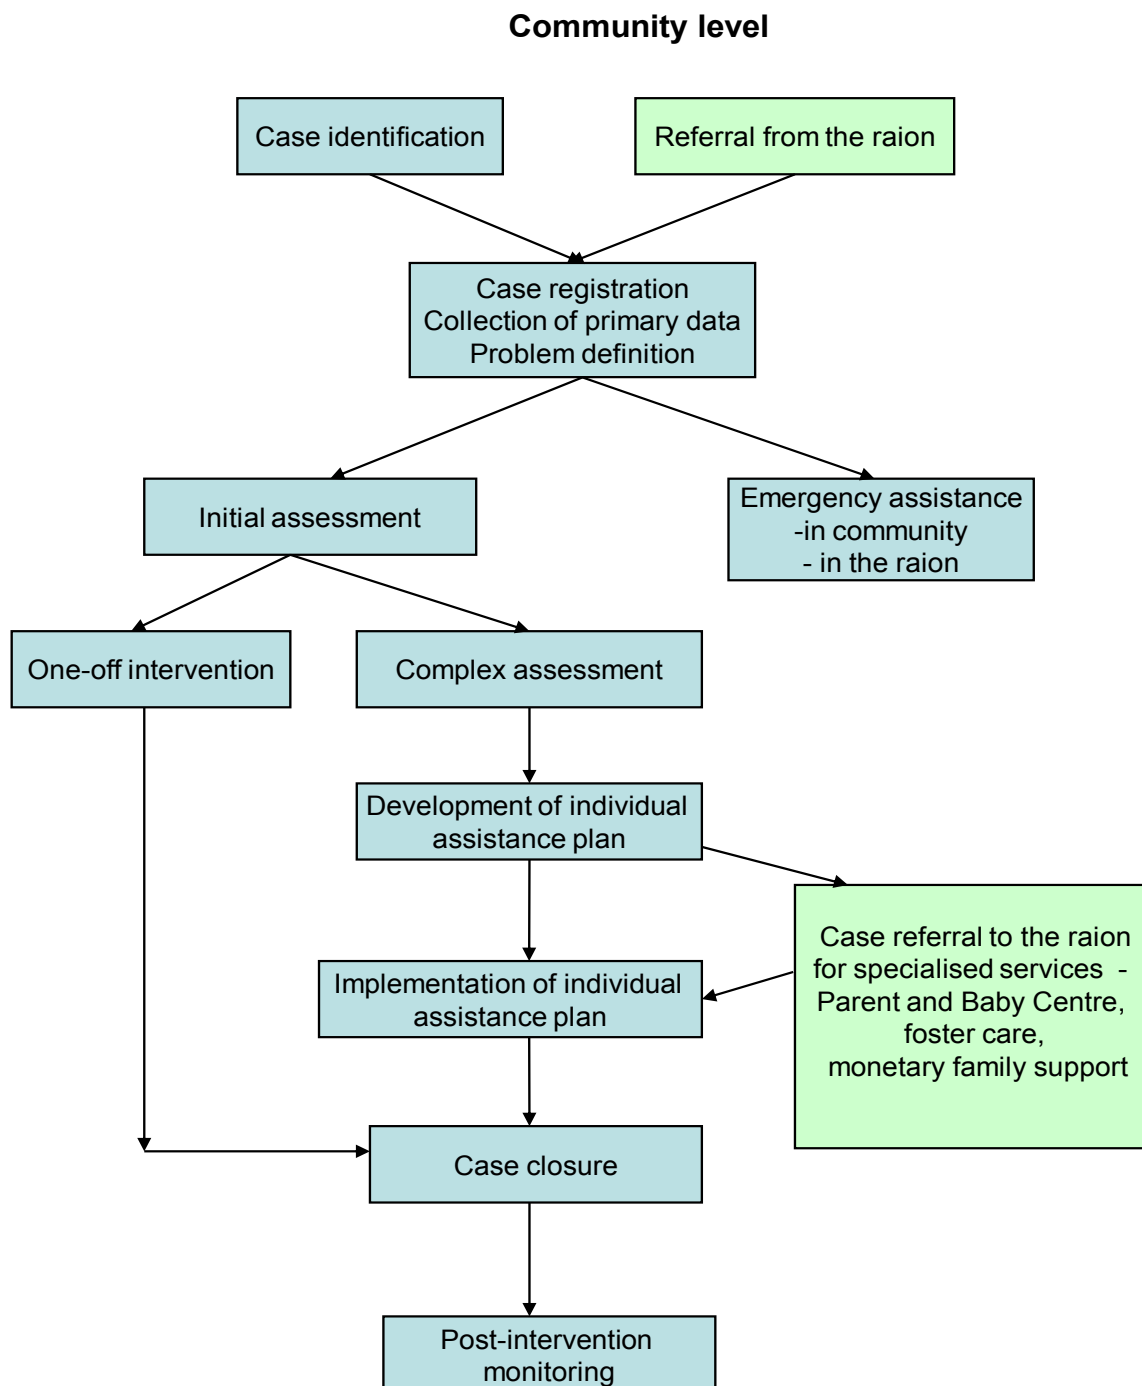 Community level
Case identification
Referral from the raion
Case registration
Collection of primary data
Problem definition
Initial assessment
Emergency assistance
-in community
- in the raion
One-off intervention
Complex assessment
Development of individual
assistance plan
Case referral to the raion
for specialised services -
Parent and Baby Centre,
foster care,
monetary family support
Implementation of individual
assistance plan
Case closure
Post-intervention
monitoring